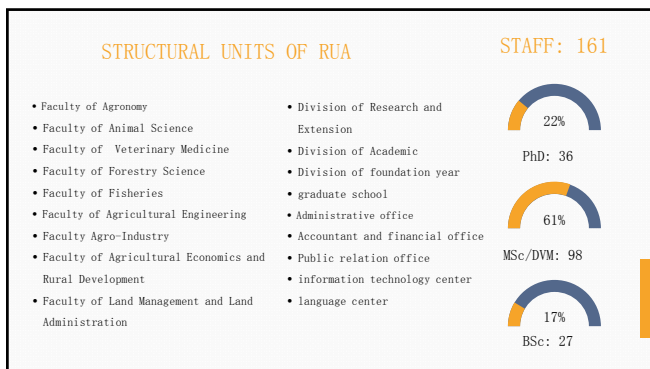 STRUCTURAL UNITS OF RUA
• Faculty of Agronomy
• Faculty of Animal Science
• Faculty of  Veterinary Medicine
• Faculty of Forestry Science
• Faculty of Fisheries
• Faculty of Agricultural Engineering
• Faculty Agro-Industry
• Faculty of Agricultural Economics and
Rural Development
• Faculty of Land Management and Land
Administration
• Division of Research and
Extension
• Division of Academic
• Division of foundation year
• graduate school
• Administrative office
• Accountant and financial office
• Public relation office
• information technology center
• language center
STAFF: 161
22%
PhD: 36
61%
MSc/DVM: 98
17%
BSc: 27